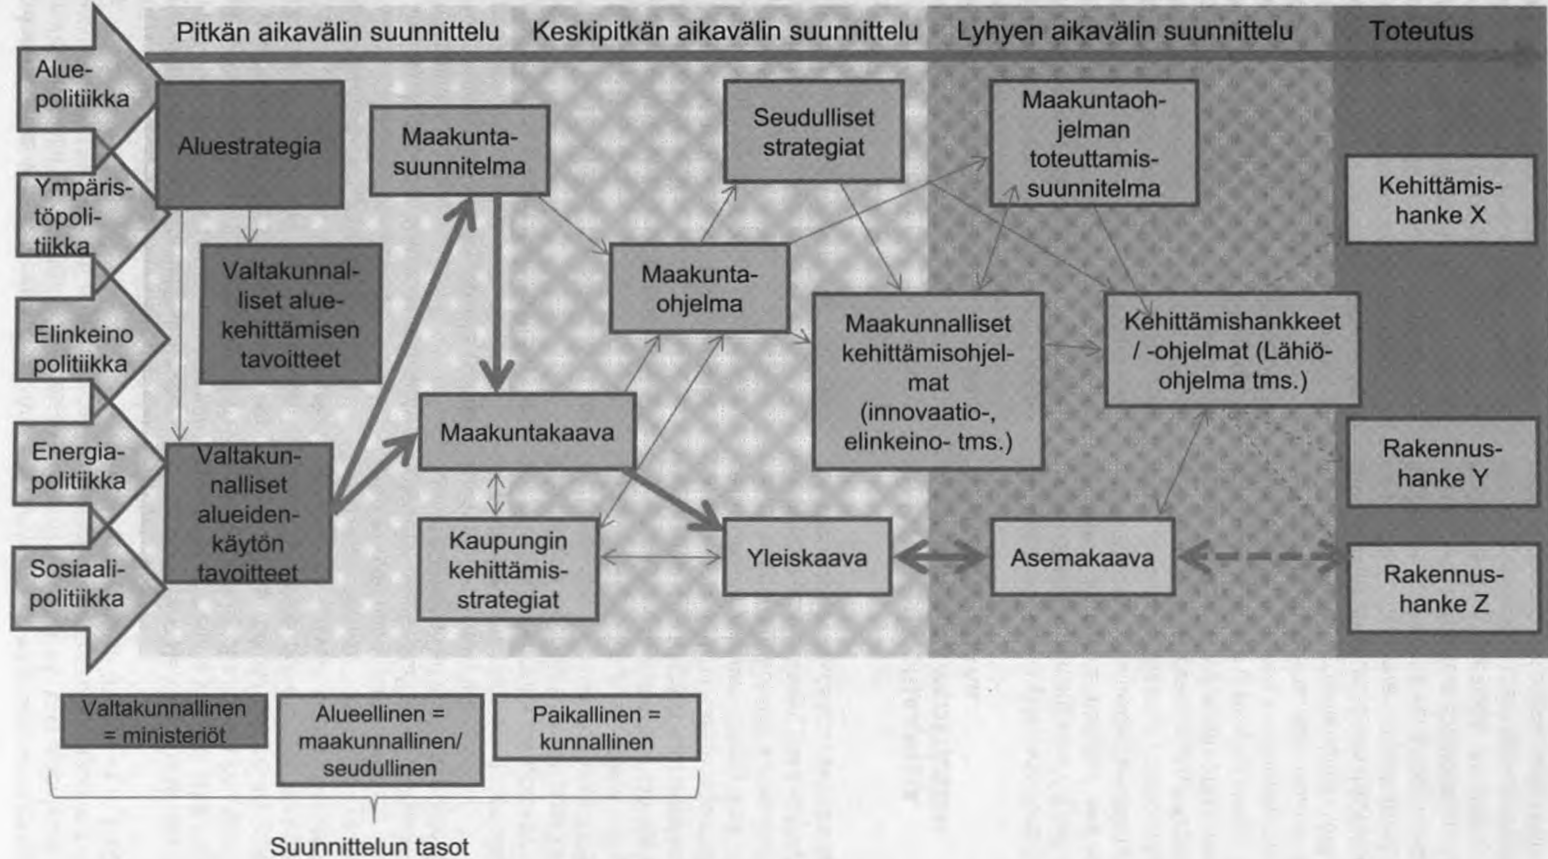 Pitkän aikavälin suunnittelu
Keskipitkän aikavälin suunnittelu
Lyhyen aikavälin suunnittelu
Toteutus
Alue-
politiikka
Ympäris-
töpoli-
tiikka
Elinkeino
politiikka
Energia-
politiikka
Sosiaali-
politiikka
Aluestrategia
Valtakunnal-
liset alue-
kehittämisen
tavoitteet
Valtakun-
nalliset
alueiden-
käytön
tavoitteet
Maakunta-
suunnitelma
Maakuntakaava
Kaupungin
kehittämis-
strategiat
Maakunta-
ohjelma
Seudulliset
strategiat
Yleiskaava
Maakunnalliset
kehittämisohjel-
mat
(innovaatio-,
elinkeino- tms.)
Maakuntaoh-
jelman
toteuttamis-
suunnitelma
Kehittämishankkeet
/ -ohjelmat (Lähiö-
ohjelma tms.)
Asemakaava
Kehittämis-
hanke X
Rakennus-
hanke Y
Rakennus-
hanke Z
Valtakunnallinen
= ministeriöt
Alueellinen =
maakunnallinen/
seudullinen
Paikallinen =
kunnallinen
Suunnittelun tasot